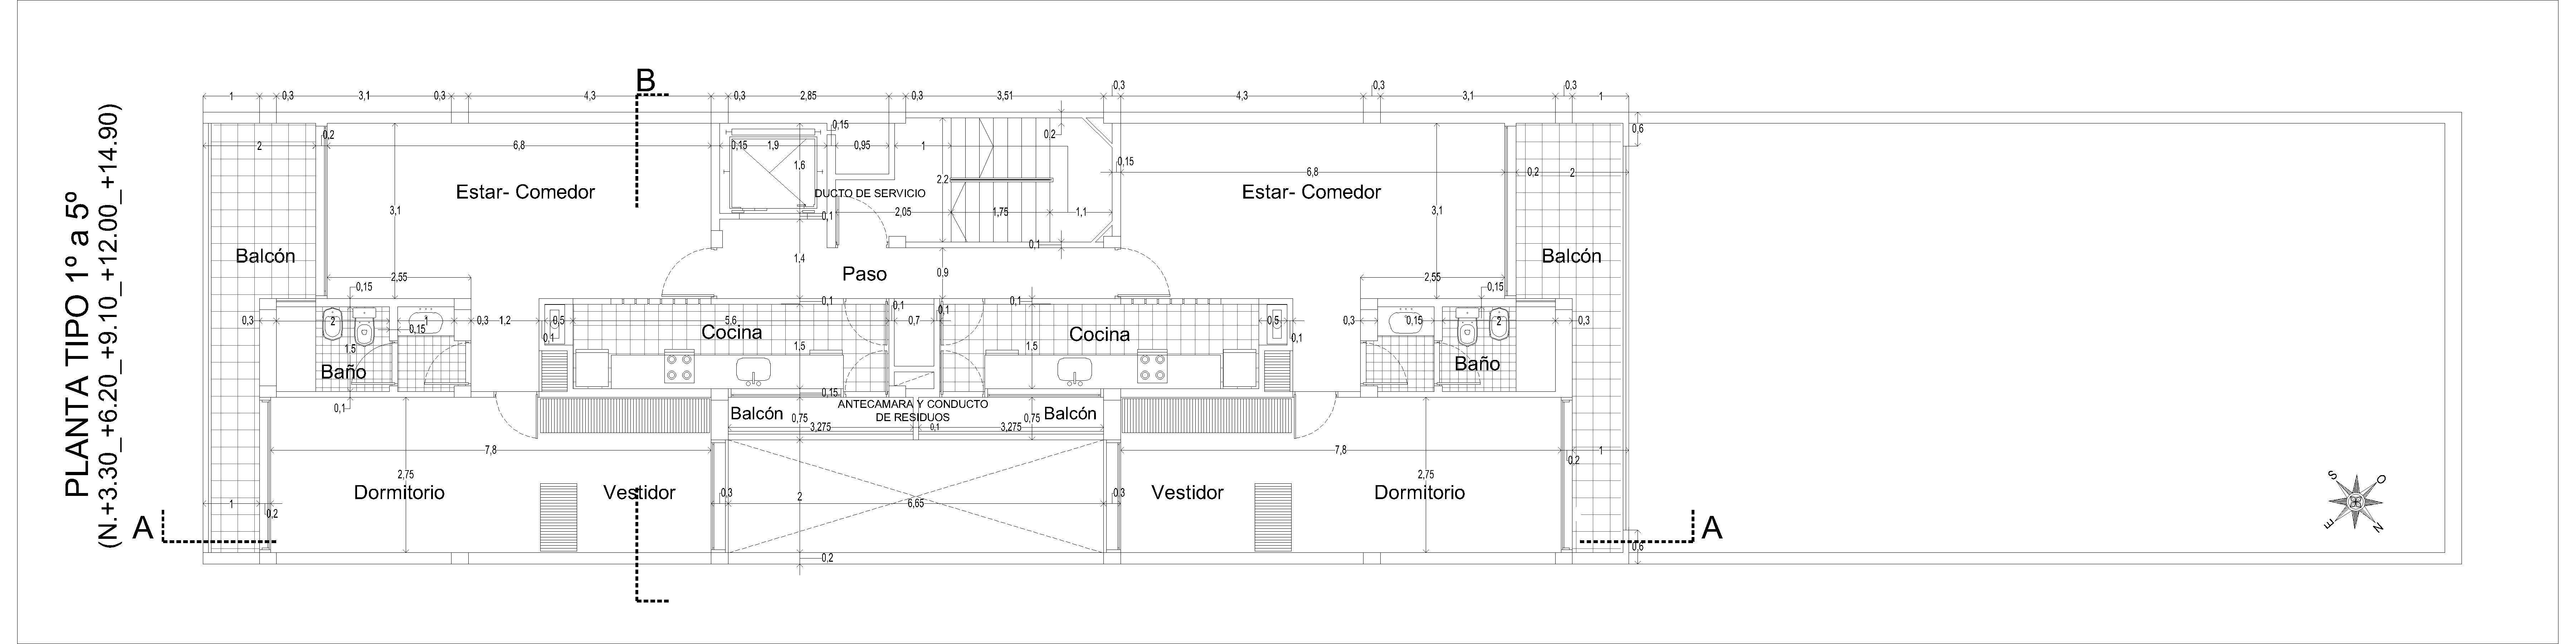 PLANTA TIPO 1º a 5º
(N.+3.30_+6.20_+9.10_+12.00_+14.90)
B
1 0,3 3,1 0,3 4,3 0,3 2,85 0,3 3,51 0,3 4,3 0,3 3,1 0,3 1
0,2 0,15 0,2 0,6
2 6,8 0,15 1,9 0,95 1
1,6 0,15
2,2 6,8 0,2 2
Estar- Comedor DUCTO DE SERVICIO Estar- Comedor
3,1 0,1 2,05 1,75 1,1 3,1
0,1
Balcón 1,4 Paso 0,9 Balcón
2,55 2,55
0,15 0,15
0,1 0,1 0,1 0,1
0,3 2 1 0,15 0,3 1,2 0,5 5,6 0,7 0,5 0,3 0,15 2 0,3
0,1 Cocina Cocina 0,1
1,5 1,5 1,5
Baño Baño
0,15
0,1 ANTECAMARA Y CONDUCTO
DE RESIDUOS
Balcón 0,75 0,75 Balcón
3,275 0,1 3,275
7,8 7,8 1
0,2
2,75 2,75
Dormitorio Vestidor 0,3 2 0,3 Vestidor Dormitorio
1 6,65
0,2
A A
0,6
0,2
S O
E N